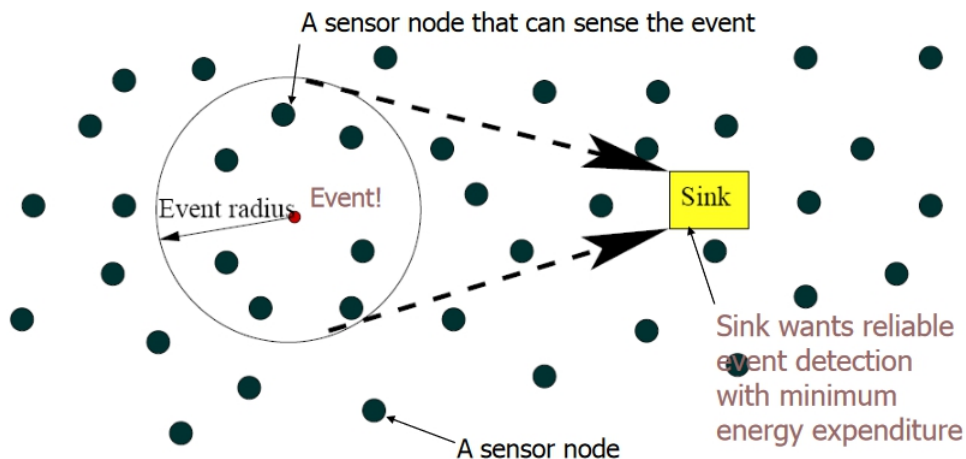 A sensor node that can sense the event
Event!
Event radius
Sink
Sink wants reliable
event detection
with minimum
energy expenditure
A sensor node